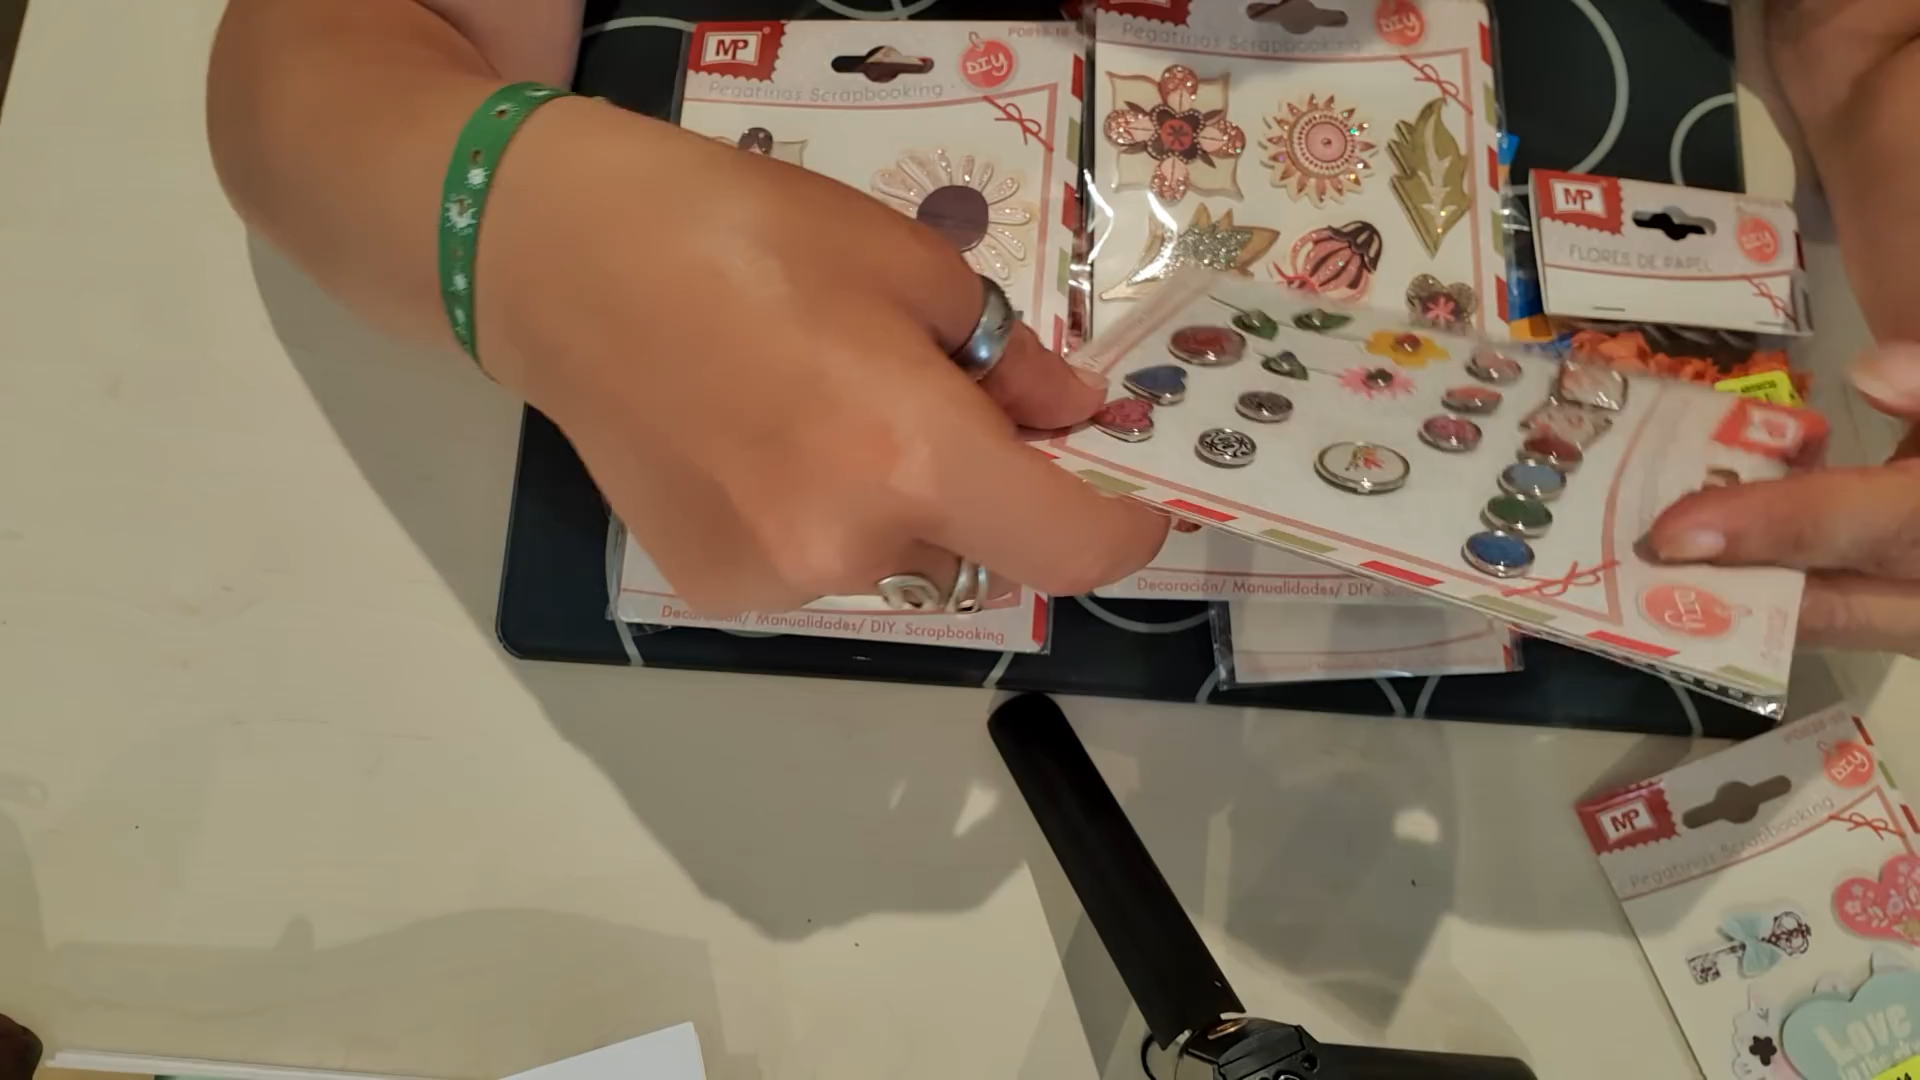 MP
DIY
Pegatinas Scrapbooking
Decoración/ Manualidades/ DIY. Scrapbooking
Pegatinas Scrapbooking
DIY
Decoración/ Manualidades/ DIY.
MP
FLORES DE PAPEL
DIY
MP
DIY
Pegatinas Scrapbooking
Love